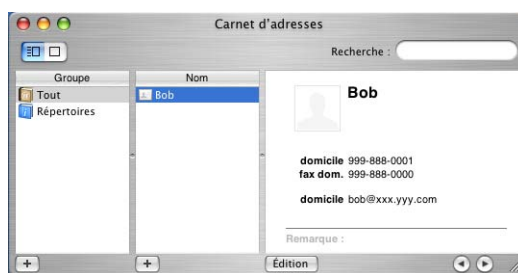 Carnet d'adresses
Recherche :
Groupe
Nom
Tout
Répertoires
Bob
Bob
domicile 999-888-0001
fax dom. 999-888-0000
domicile bob@xxx.yyy.com
Remarque :
Édition